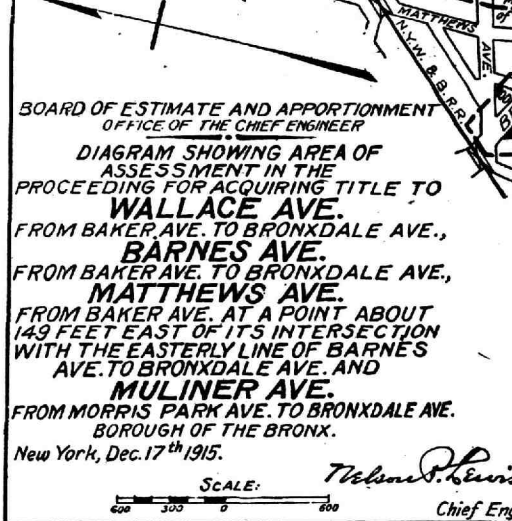 MATTHEWS
AVE.
N.Y.W. & B.R.R.
BOARD OF ESTIMATE AND APPORTIONMENT
OFFICE OF THE CHIEF ENGINEER
DIAGRAM SHOWING AREA OF
ASSESSMENT IN THE
PROCEEDING FOR ACQUIRING TITLE TO
WALLACE AVE.
FROM BAKER AVE. TO BRONXDALE AVE.,
BARNES AVE.
FROM BAKER AVE. TO BRONXDALE AVE.,
MATTHEWS AVE.
FROM BAKER AVE. AT A POINT ABOUT
149 FEET EAST OF ITS INTERSECTION
WITH THE EASTERLY LINE OF BARNES
AVE. TO BRONXDALE AVE. AND
MULINER AVE.
FROM MORRIS PARK AVE. TO BRONXDALE AVE.
BOROUGH OF THE BRONX.
New York, Dec. 17th 1915.
Nelson P. Lewis
Chief Eng
SCALE:
600 300 0 600